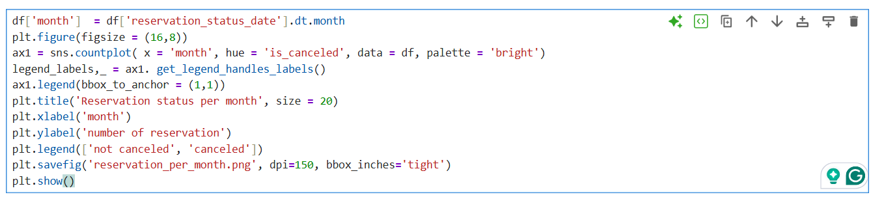 df['month']  = df['reservation_status_date'].dt.month
plt.figure(figsize = (16,8))
ax1 = sns.countplot( x = 'month', hue = 'is_canceled', data = df, palette = 'bright')
legend_labels,_ = ax1. get_legend_handles_labels()
ax1.legend(bbox_to_anchor = (1,1))
plt.title('Reservation status per month', size = 20)
plt.xlabel('month')
plt.ylabel('number of reservation')
plt.legend(['not canceled', 'canceled'])
plt.savefig('reservation_per_month.png', dpi=150, bbox_inches='tight')
plt.show()